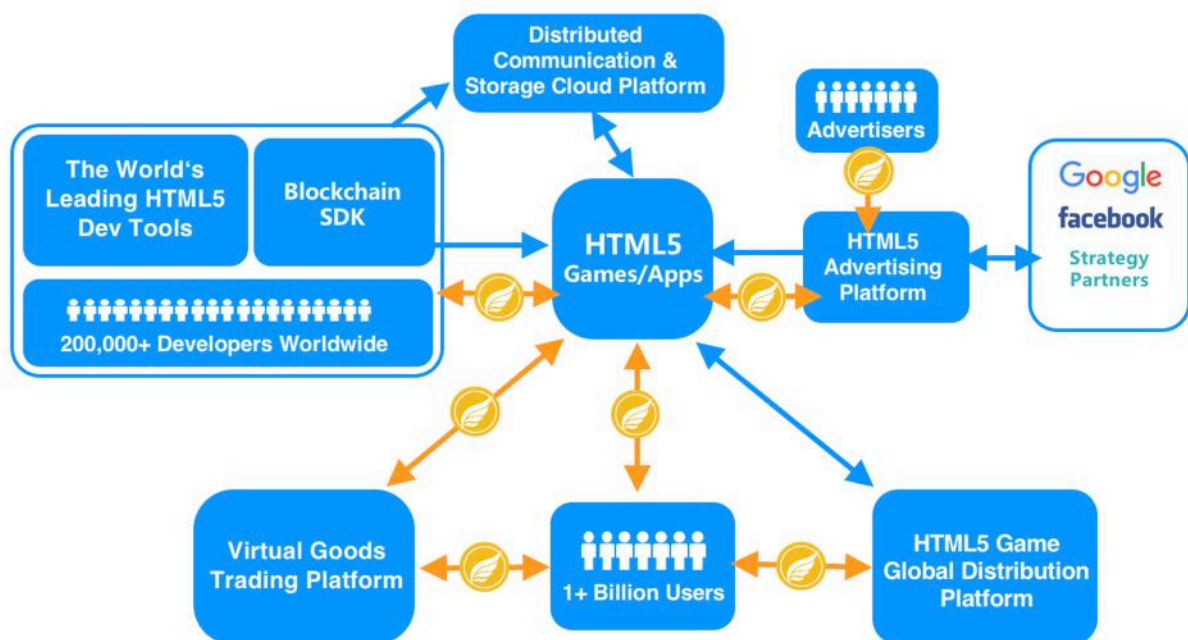 Distributed
Communication &
Storage Cloud Platform
Advertisers
The World‘s
Leading HTML5
Dev Tools
Blockchain
SDK
200,000+ Developers Worldwide
HTML5
Games/Apps
HTML5
Advertising
Platform
Google
facebook
Strategy
Partners
Virtual Goods
Trading Platform
1+ Billion Users
HTML5 Game
Global Distribution
Platform